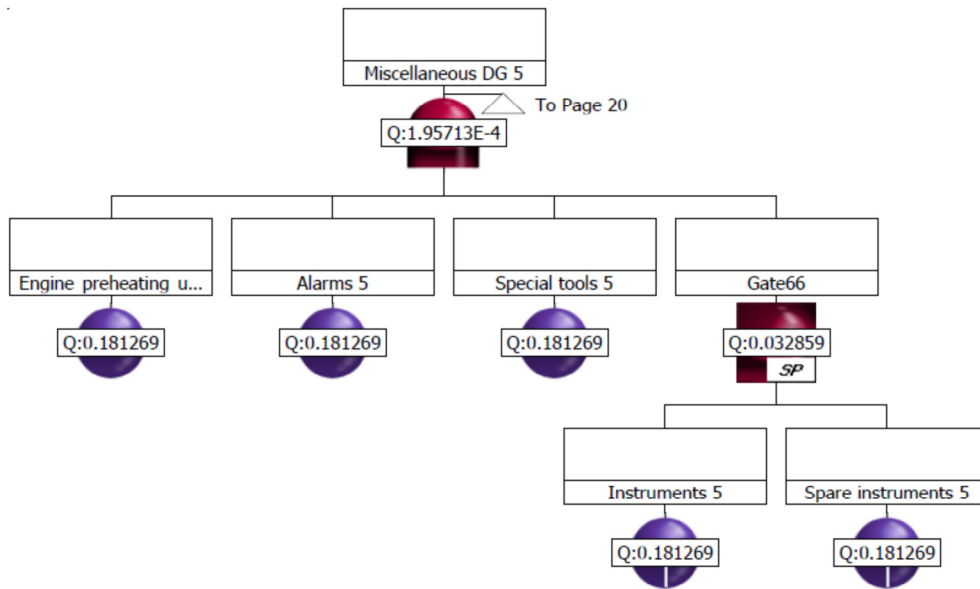 Miscellaneous DG 5
To Page 20
Q:1.95713E-4
Engine preheating u...
Alarms 5
Special tools 5
Gate66
Q:0.181269
Q:0.181269
Q:0.181269
Q:0.032859
SP
Instruments 5
Spare instruments 5
Q:0.181269
Q:0.181269